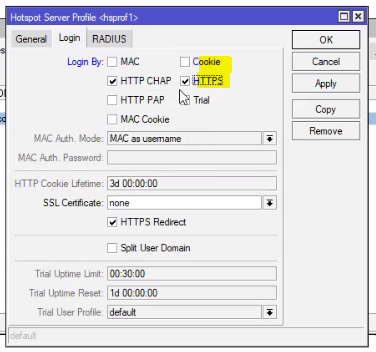 Hotspot Server Profile <hsprof1>
General Login RADIUS
OK
Cancel
Apply
Copy
Remove
Login By: MAC Cookie
HTTP CHAP HTTPS
HTTP PAP Trial
MAC Cookie
MAC Auth. Mode: MAC as username
MAC Auth. Password:
HTTP Cookie Lifetime: 3d 00:00:00
SSL Certificate: none
HTTPS Redirect
Split User Domain
Trial Uptime Limit: 00:30:00
Trial Uptime Reset: 1d 00:00:00
Trial User Profile: default
default